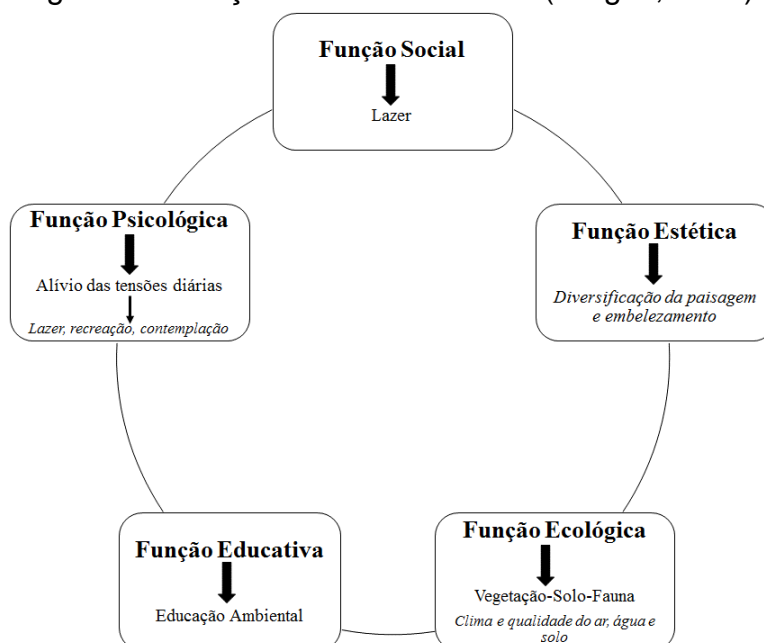 Função Social
Lazer
Função Psicológica
Alívio das tensões diárias
Lazer, recreação, contemplação
Função Estética
Diversificação da paisagem
e embelezamento
Função Educativa
Educação Ambiental
Função Ecológica
Vegetação-Solo-Fauna
Clima e qualidade do ar, água e
solo